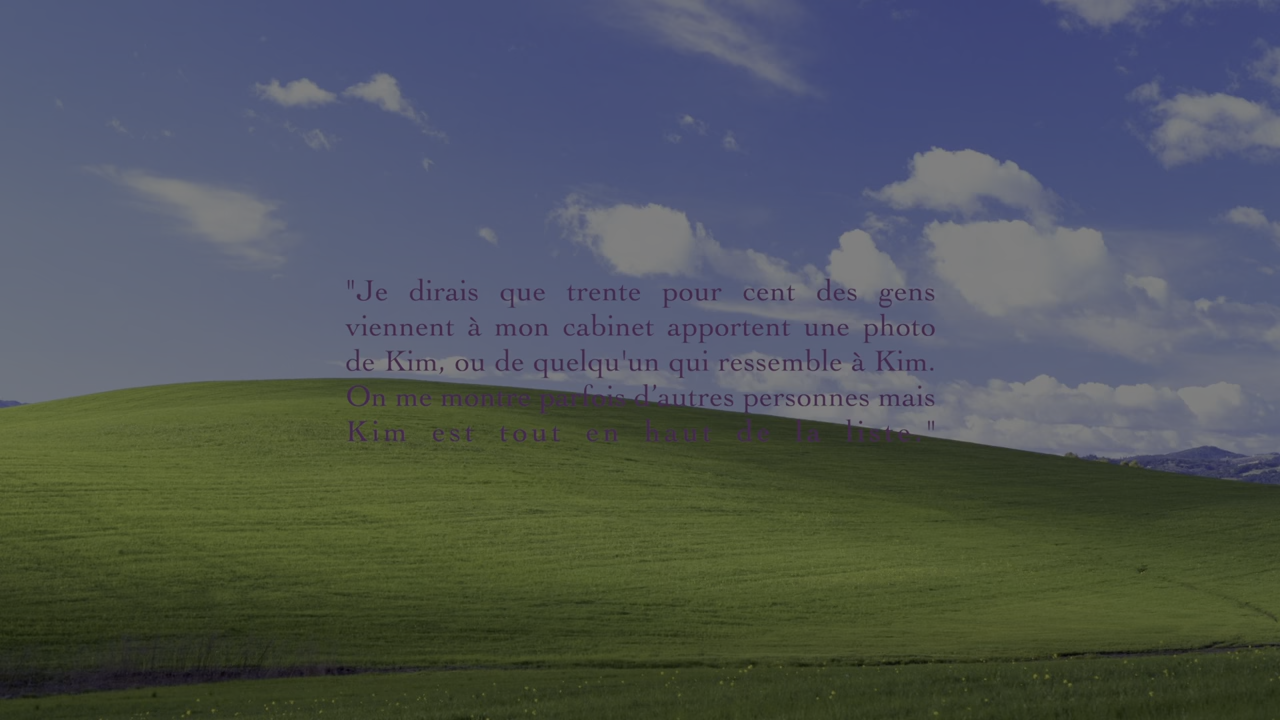 "Je dirais que trente pour cent des gens
viennent à mon cabinet apportent une photo
de Kim, ou de quelqu'un qui ressemble à Kim.
On me montre parfois d’autres personnes mais
Kim est tout en haut de la liste."